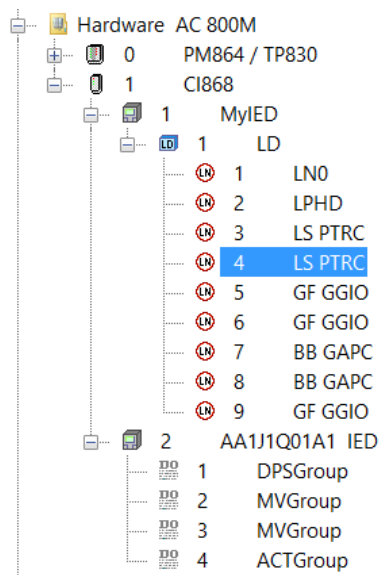 Hardware AC 800M
0 PM864 / TP830
1 CI868
1 MyIED
LD 1 LD
LN 1 LN0
LN 2 LPHD
LN 3 LS PTRC
LN 4 LS PTRC
LN 5 GF GGIO
LN 6 GF GGIO
LN 7 BB GAPC
LN 8 BB GAPC
LN 9 GF GGIO
2 AA1J1Q01A1 IED
DO 1 DPSGroup
DO 2 MVGroup
DO 3 MVGroup
DO 4 ACTGroup